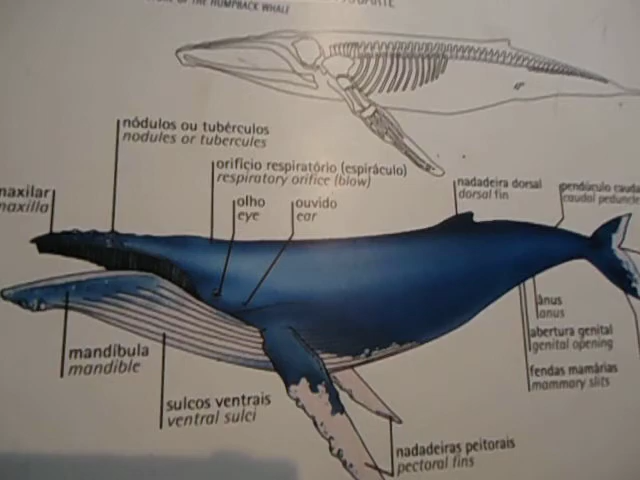 OF THE HUMPBACK WHALE
nódulos ou tubérculos
nodules or tubercules
orifício respiratório (espiráculo)
respiratory orifice (blow)
maxilar
maxilla
olho
eye
ouvido
ear
nadadeira dorsal
dorsal fin
pendúculo cauda
caudal peduncle
ânus
anus
abertura genital
genital opening
fendas mamárias
mammary slits
mandíbula
mandible
sulcos ventrais
ventral sulci
nadadeiras peitorais
pectoral fins